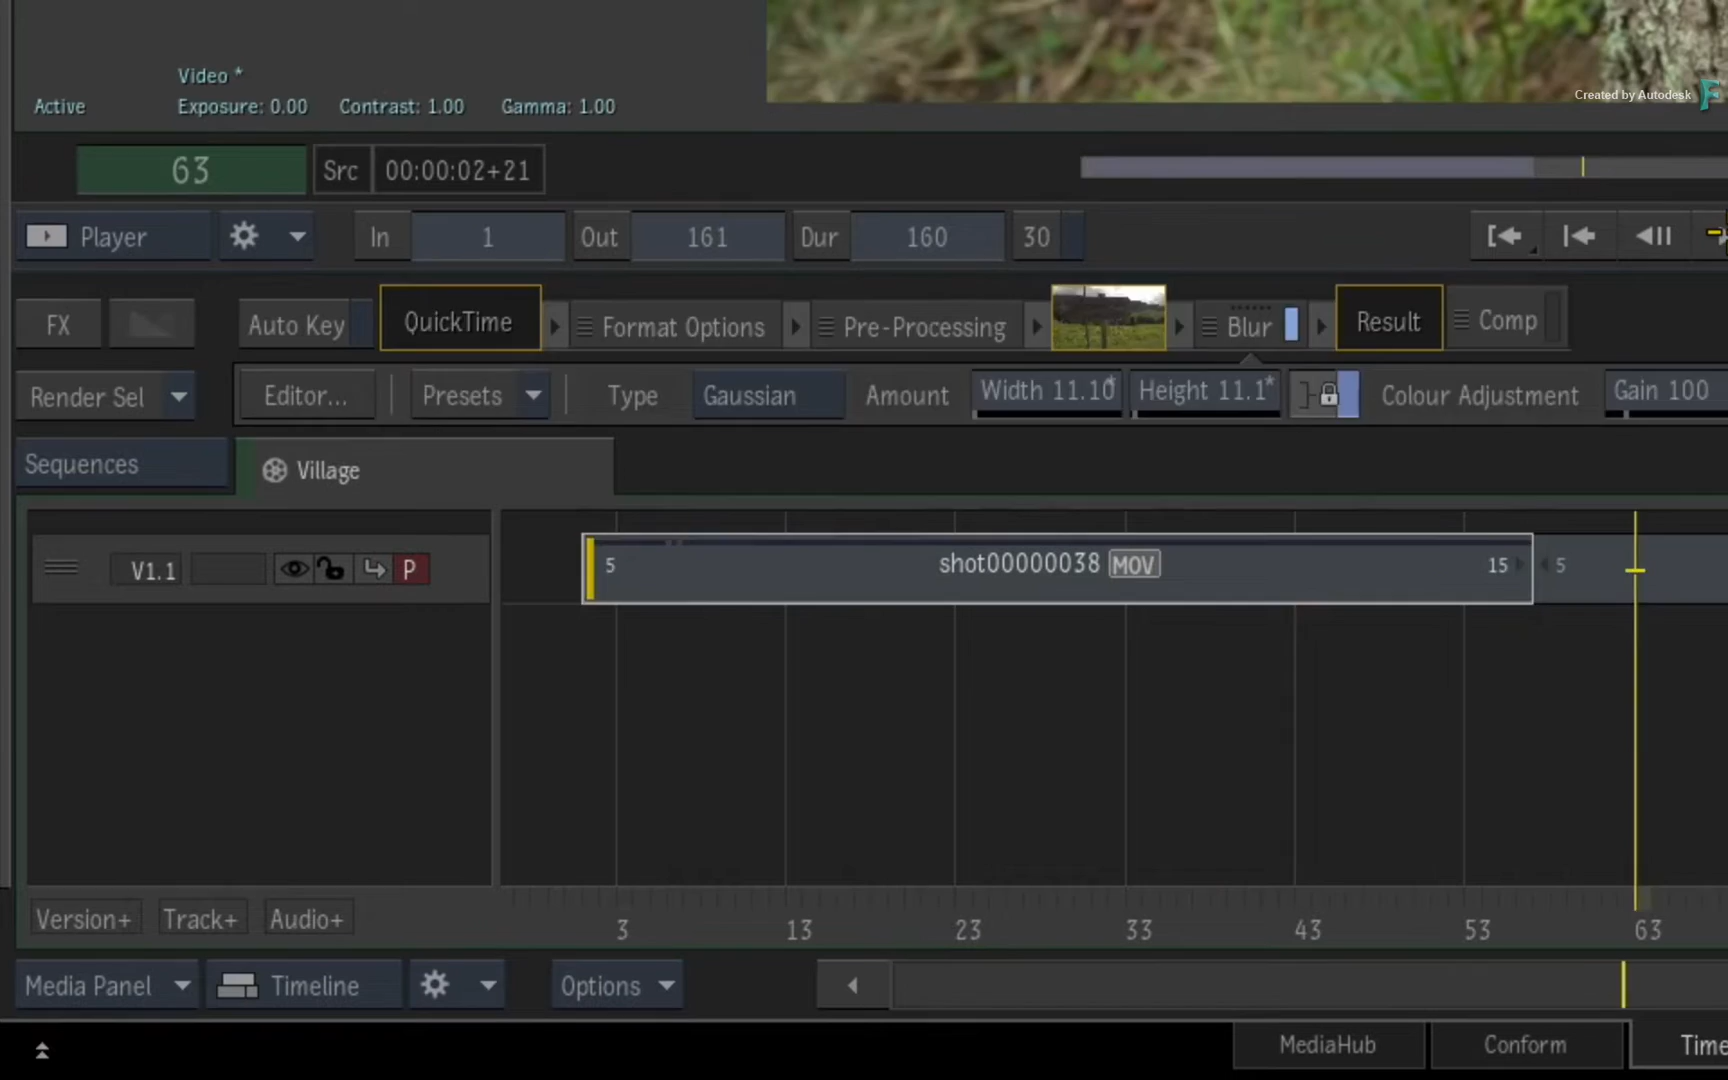 Video *
Active Exposure: 0.00 Contrast: 1.00 Gamma: 1.00
Created by Autodesk
63 Src 00:00:02+21
Player In 1 Out 161 Dur 160 30
FX Auto Key QuickTime Format Options Pre-Processing Blur Result Comp
Render Sel Editor... Presets Type Gaussian Amount Width 11.10* Height 11.1* Colour Adjustment Gain 100
Sequences Village
V1.1 P 5 shot00000038 MOV 15 5
Version+ Track+ Audio+ 3 13 23 33 43 53 63
Media Panel Timeline Options
MediaHub Conform Time